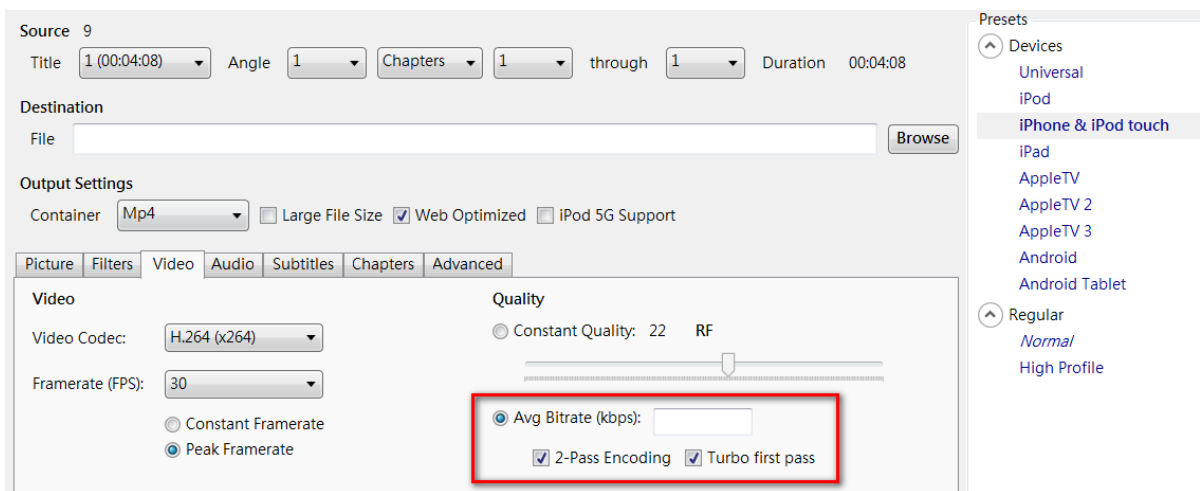 Source 9
Title 1 (00:04:08) Angle 1 Chapters 1 through 1 Duration 00:04:08
Destination
File Browse
Output Settings
Container Mp4 Large File Size Web Optimized iPod 5G Support
Picture Filters Video Audio Subtitles Chapters Advanced
Video
Video Codec: H.264 (x264)
Framerate (FPS): 30
Constant Framerate
Peak Framerate
Quality
Constant Quality: 22 RF
Avg Bitrate (kbps):
2-Pass Encoding Turbo first pass
Presets
Devices
Universal
iPod
iPhone & iPod touch
iPad
AppleTV
AppleTV 2
AppleTV 3
Android
Android Tablet
Regular
Normal
High Profile